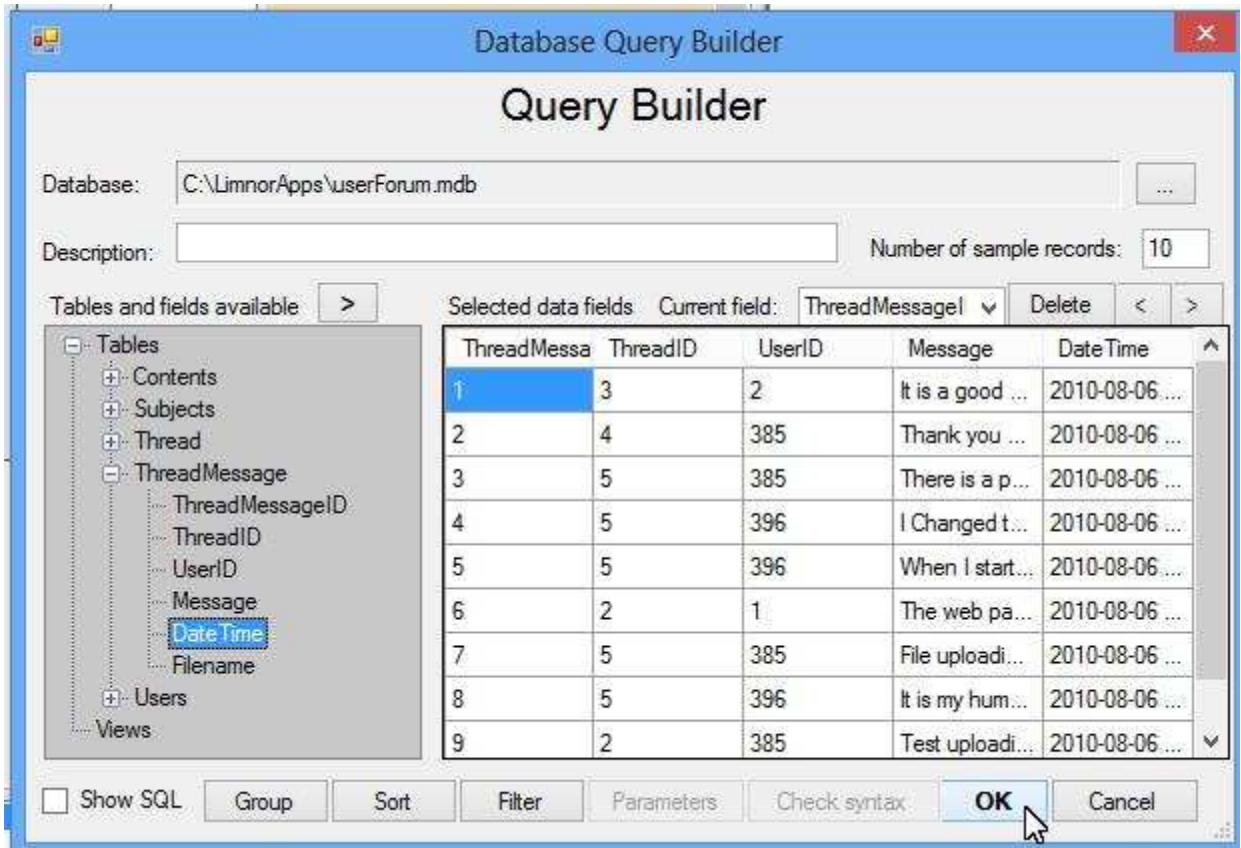 Database Query Builder
Query Builder
Database: C:\LimnorApps\userForum.mdb ...
Description: Number of sample records: 10
Tables and fields available > Selected data fields Current field: ThreadMessageI Delete < >
Tables
Contents
Subjects
Thread
ThreadMessage
ThreadMessageID
ThreadID
UserID
Message
DateTime
Filename
Users
Views
ThreadMessa ThreadID UserID Message DateTime
1 3 2 It is a good ... 2010-08-06 ...
2 4 385 Thank you ... 2010-08-06 ...
3 5 385 There is a p... 2010-08-06 ...
4 5 396 I Changed t... 2010-08-06 ...
5 5 396 When I start... 2010-08-06 ...
6 2 1 The web pa... 2010-08-06 ...
7 5 385 File uploadi... 2010-08-06 ...
8 5 396 It is my hum... 2010-08-06 ...
9 2 385 Test uploadi... 2010-08-06 ...
Show SQL Group Sort Filter Parameters Check syntax OK Cancel